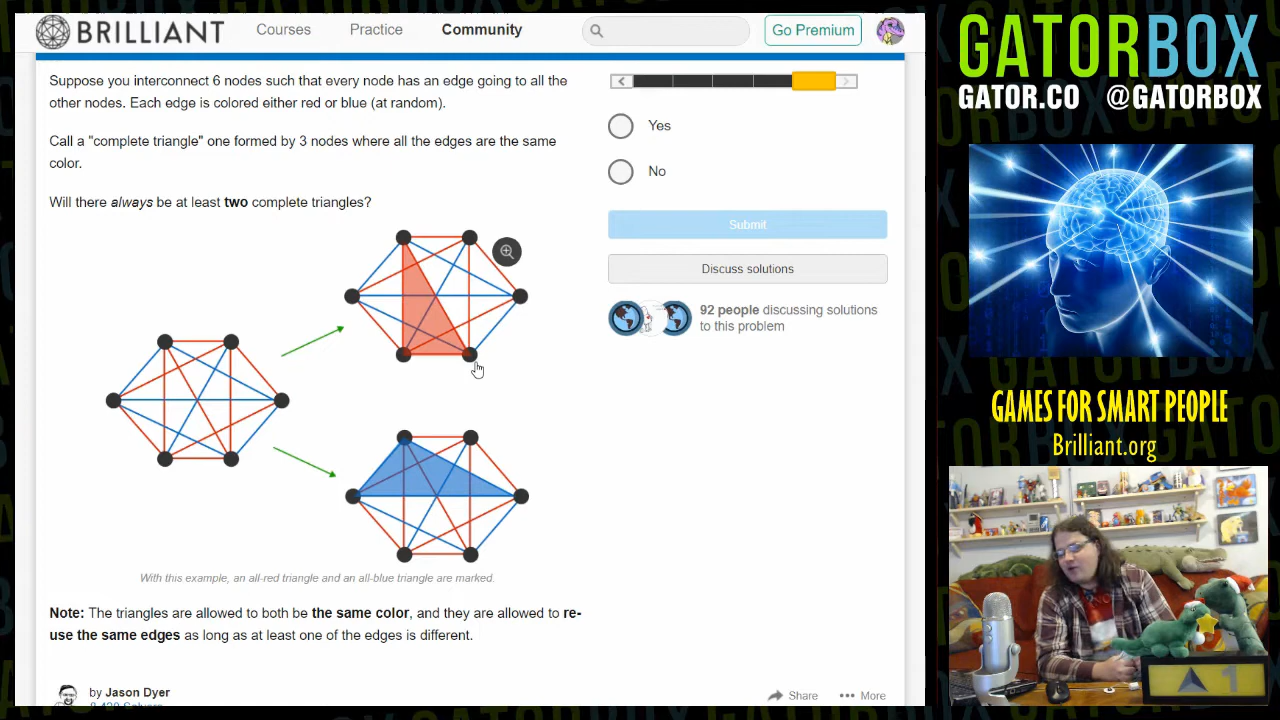 BRILLIANT
Courses
Practice
Community
Go Premium
Suppose you interconnect 6 nodes such that every node has an edge going to all the
other nodes. Each edge is colored either red or blue (at random).
Call a "complete triangle" one formed by 3 nodes where all the edges are the same
color.
Will there always be at least two complete triangles?
With this example, an all-red triangle and an all-blue triangle are marked.
Note: The triangles are allowed to both be the same color, and they are allowed to re-
use the same edges as long as at least one of the edges is different.
by Jason Dyer
Share
More
Yes
No
Submit
Discuss solutions
92 people discussing solutions
to this problem
GATORBOX
GATOR.CO @GATORBOX
GAMES FOR SMART PEOPLE
Brilliant.org
1